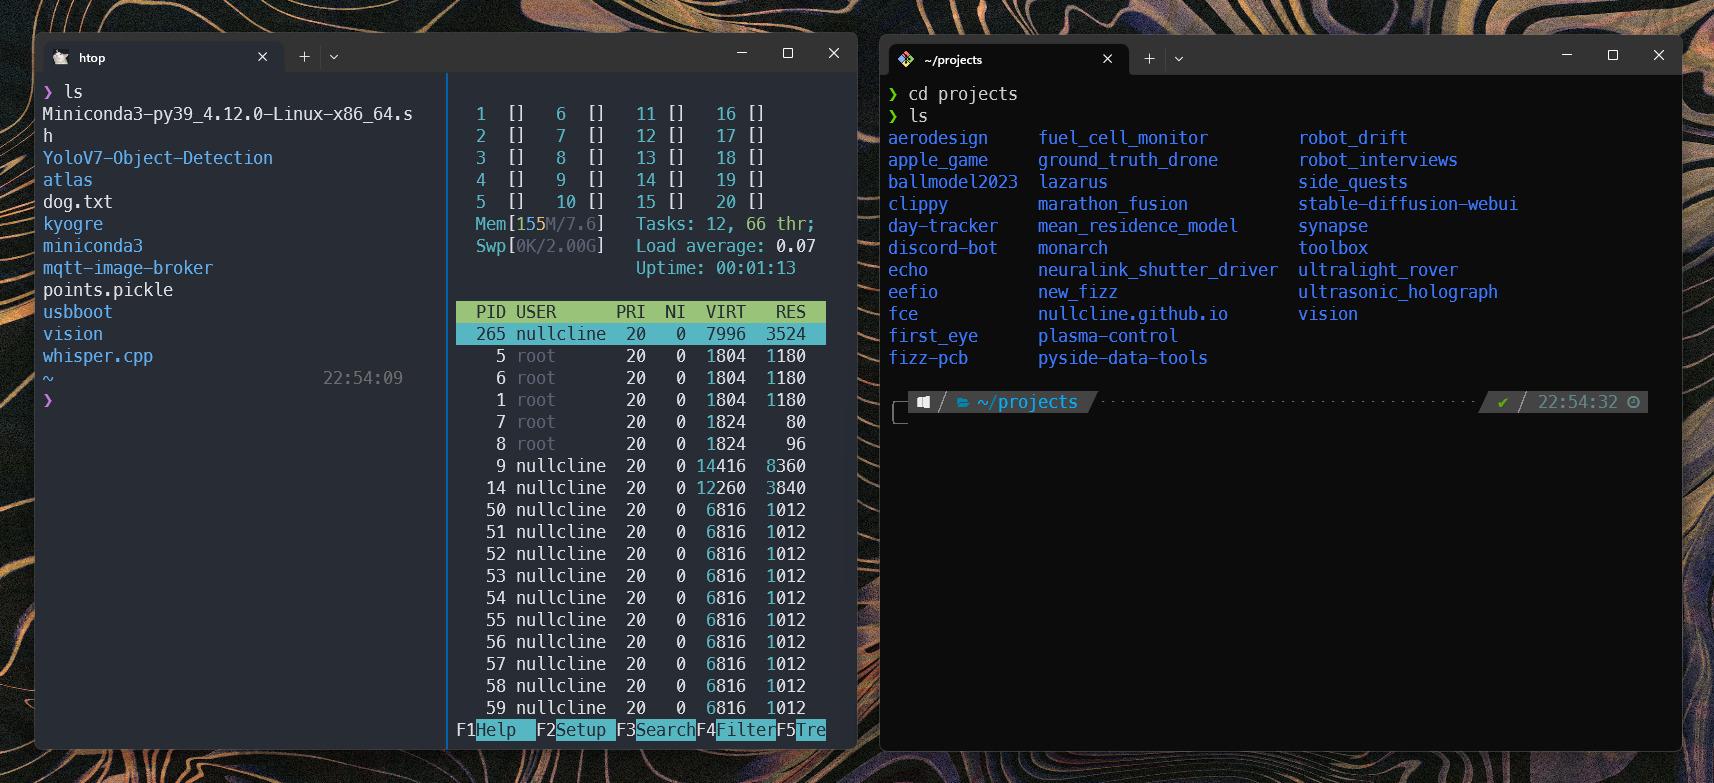 htop
❯ ls
Miniconda3-py39_4.12.0-Linux-x86_64.s
h
YoloV7-Object-Detection
atlas
dog.txt
kyogre
miniconda3
mqtt-image-broker
points.pickle
usbboot
vision
whisper.cpp
~ 22:54:09
❯
1 [] 6 [] 11 [] 16 []
2 [] 7 [] 12 [] 17 []
3 [] 8 [] 13 [] 18 []
4 [] 9 [] 14 [] 19 []
5 [] 10 [] 15 [] 20 []
Mem[155M/7.6] Tasks: 12, 66 thr;
Swp[0K/2.00G] Load average: 0.07
Uptime: 00:01:13
PID USER PRI NI VIRT RES
265 nullcline 20 0 7996 3524
5 root 20 0 1804 1180
6 root 20 0 1804 1180
1 root 20 0 1804 1180
7 root 20 0 1824 80
8 root 20 0 1824 96
9 nullcline 20 0 14416 8360
14 nullcline 20 0 12260 3840
50 nullcline 20 0 6816 1012
51 nullcline 20 0 6816 1012
52 nullcline 20 0 6816 1012
53 nullcline 20 0 6816 1012
54 nullcline 20 0 6816 1012
55 nullcline 20 0 6816 1012
56 nullcline 20 0 6816 1012
57 nullcline 20 0 6816 1012
58 nullcline 20 0 6816 1012
59 nullcline 20 0 6816 1012
F1Help F2Setup F3SearchF4FilterF5Tre
~/projects
❯ cd projects
❯ ls
aerodesign fuel_cell_monitor robot_drift
apple_game ground_truth_drone robot_interviews
ballmodel2023 lazarus side_quests
clippy marathon_fusion stable-diffusion-webui
day-tracker mean_residence_model synapse
discord-bot monarch toolbox
echo neuralink_shutter_driver ultralight_rover
eefio new_fizz ultrasonic_holograph
fce nullcline.github.io vision
first_eye plasma-control
fizz-pcb pyside-data-tools
~/projects ✔ 22:54:32